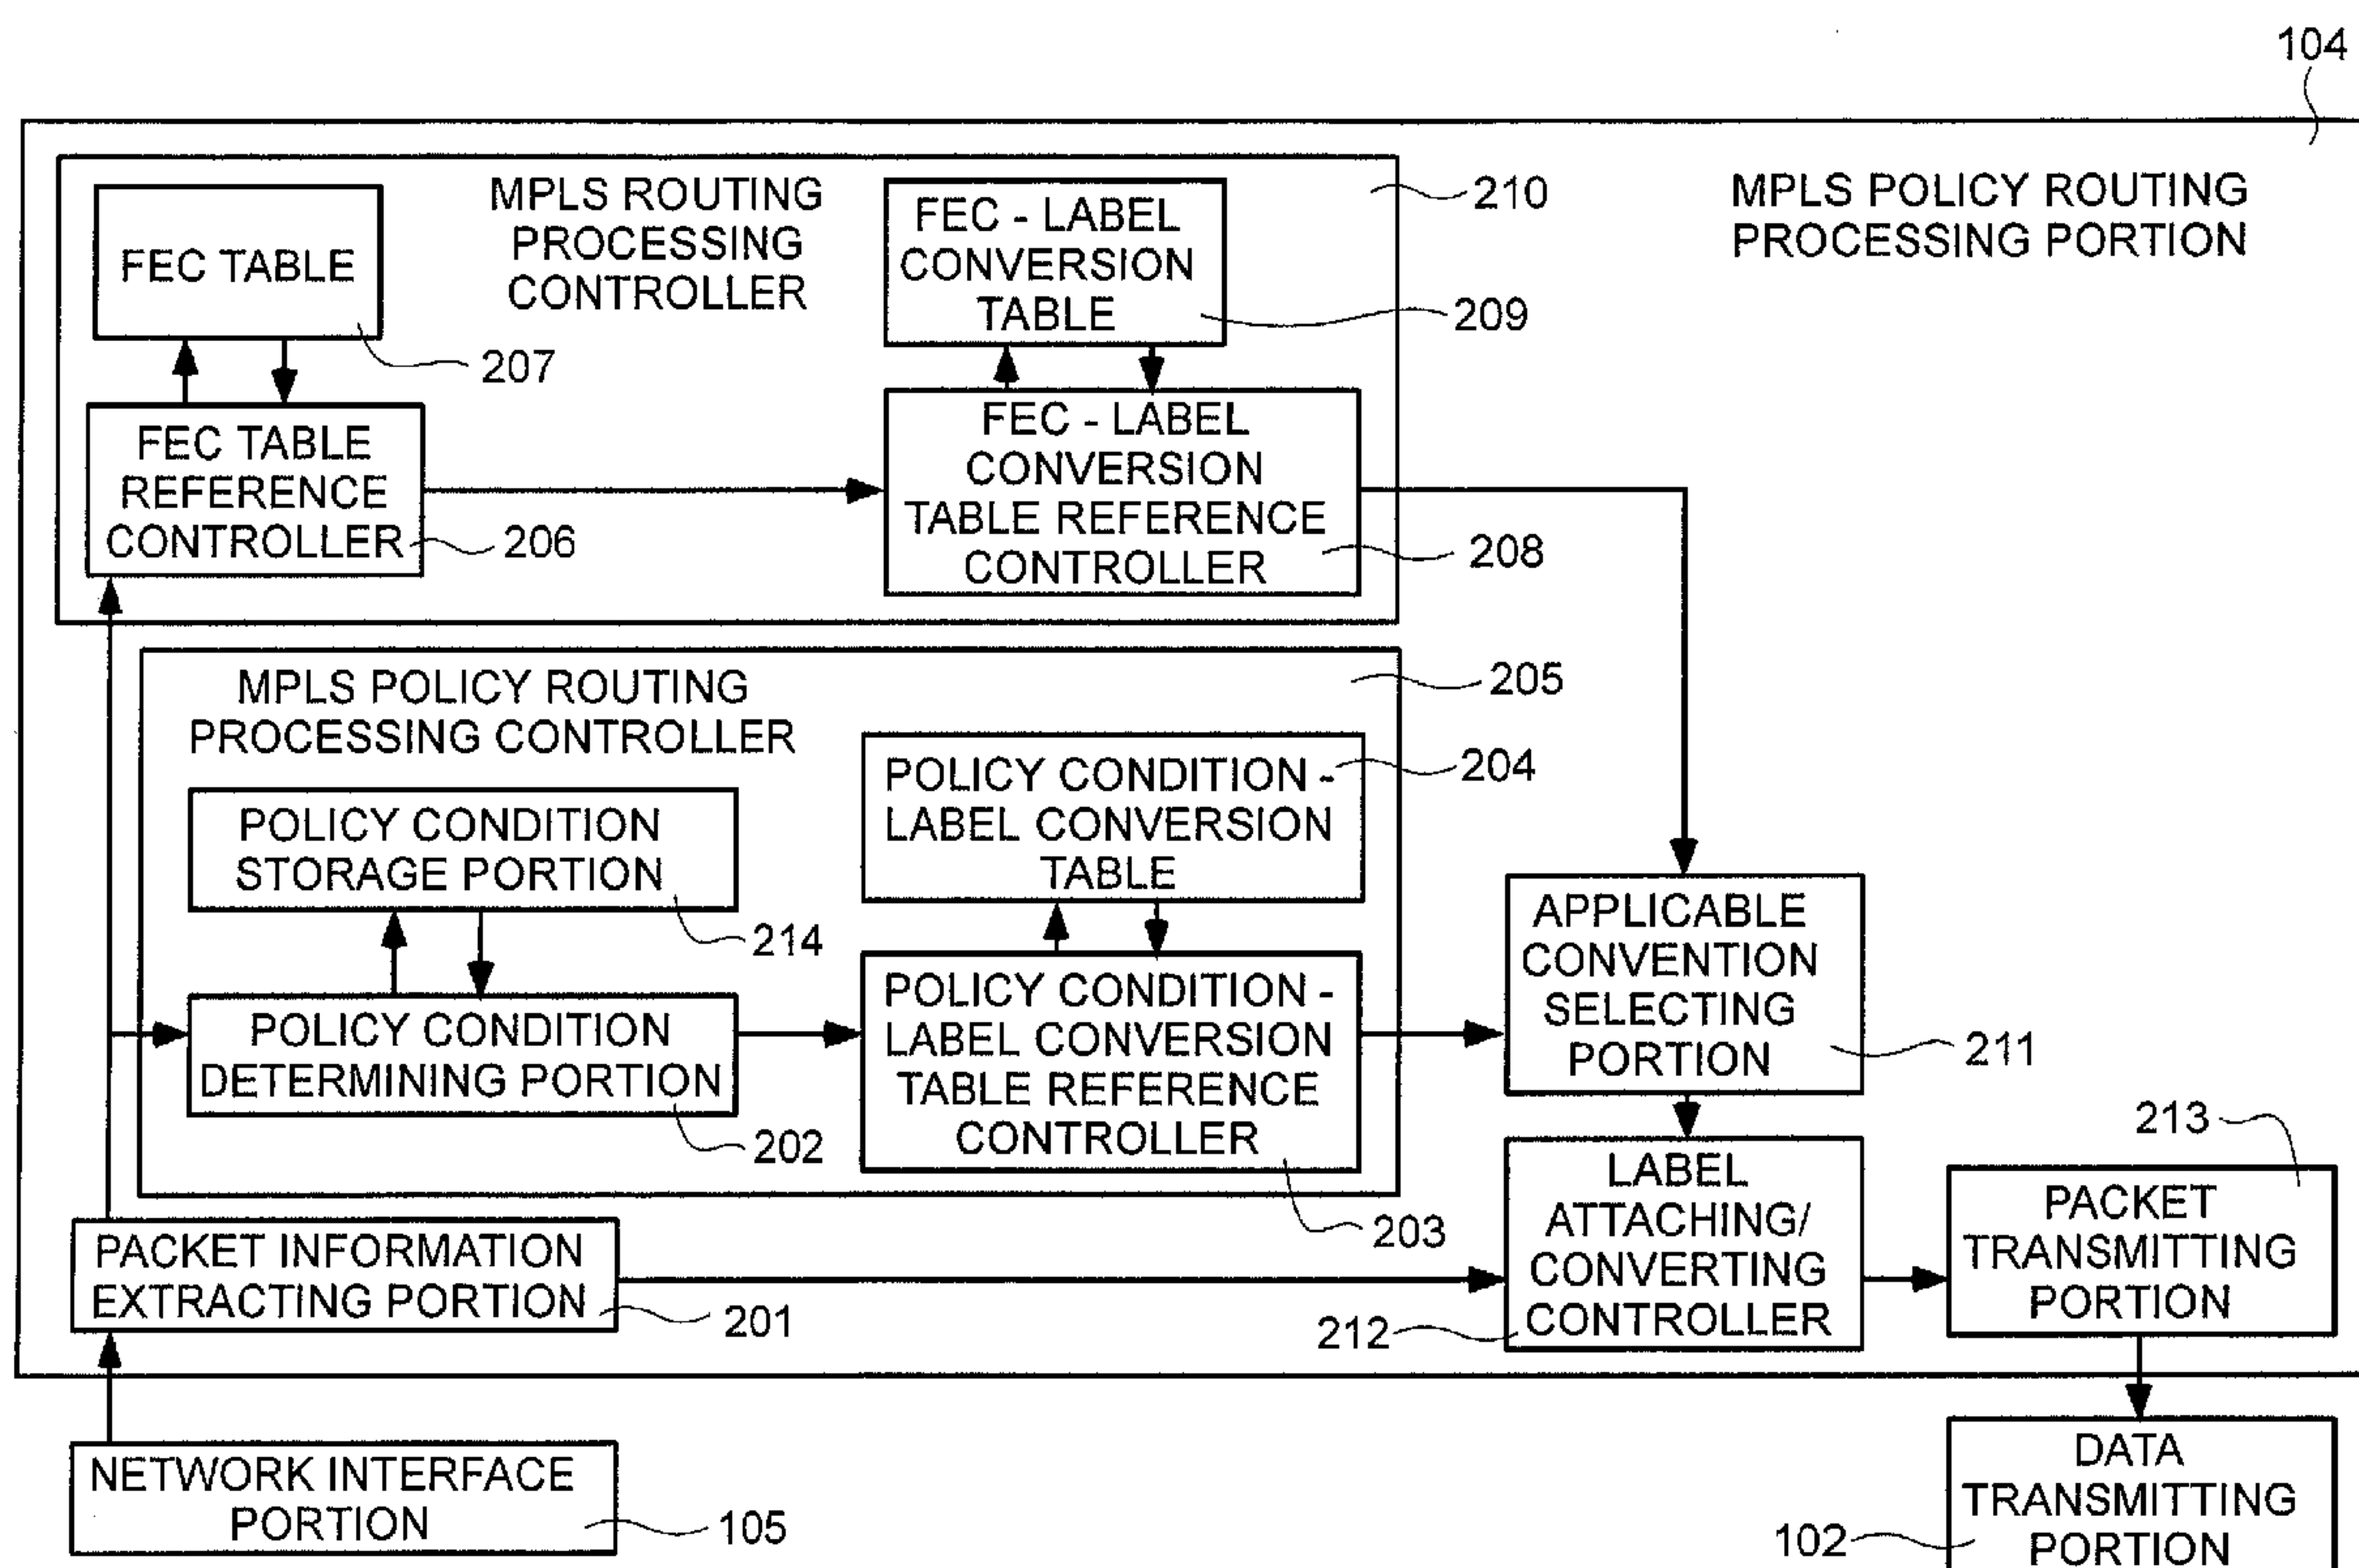 104
MPLS POLICY ROUTING
PROCESSING PORTION
MPLS ROUTING
PROCESSING
CONTROLLER
210
FEC TABLE
207
FEC - LABEL
CONVERSION
TABLE
209
FEC TABLE
REFERENCE
CONTROLLER
206
FEC - LABEL
CONVERSION
TABLE REFERENCE
CONTROLLER
208
MPLS POLICY ROUTING
PROCESSING CONTROLLER
205
POLICY CONDITION
STORAGE PORTION
214
POLICY CONDITION -
LABEL CONVERSION
TABLE
204
POLICY CONDITION
DETERMINING PORTION
202
POLICY CONDITION -
LABEL CONVERSION
TABLE REFERENCE
CONTROLLER
203
APPLICABLE
CONVENTION
SELECTING
PORTION
211
PACKET INFORMATION
EXTRACTING PORTION
201
LABEL
ATTACHING/
CONVERTING
CONTROLLER
212
213
PACKET
TRANSMITTING
PORTION
NETWORK INTERFACE
PORTION
105
DATA
TRANSMITTING
PORTION
102